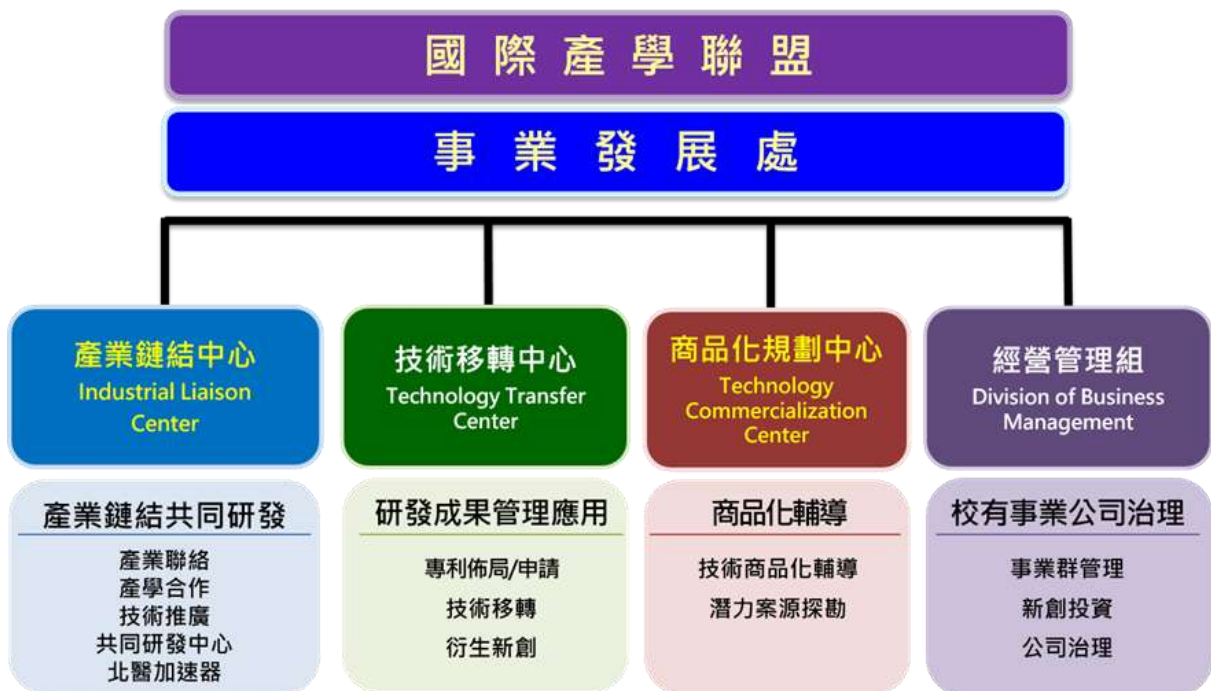 國際產學聯盟
事業發展處
產業鏈結中心
Industrial Liaison
Center
產業鏈結共同研發
產業聯絡
產學合作
技術推廣
共同研發中心
北醫加速器
技術移轉中心
Technology Transfer
Center
研發成果管理應用
專利佈局/申請
技術移轉
衍生新創
商品化規劃中心
Technology
Commercialization
Center
商品化輔導
技術商品化輔導
潛力案源探勘
經營管理組
Division of Business
Management
校有事業公司治理
事業群管理
新創投資
公司治理